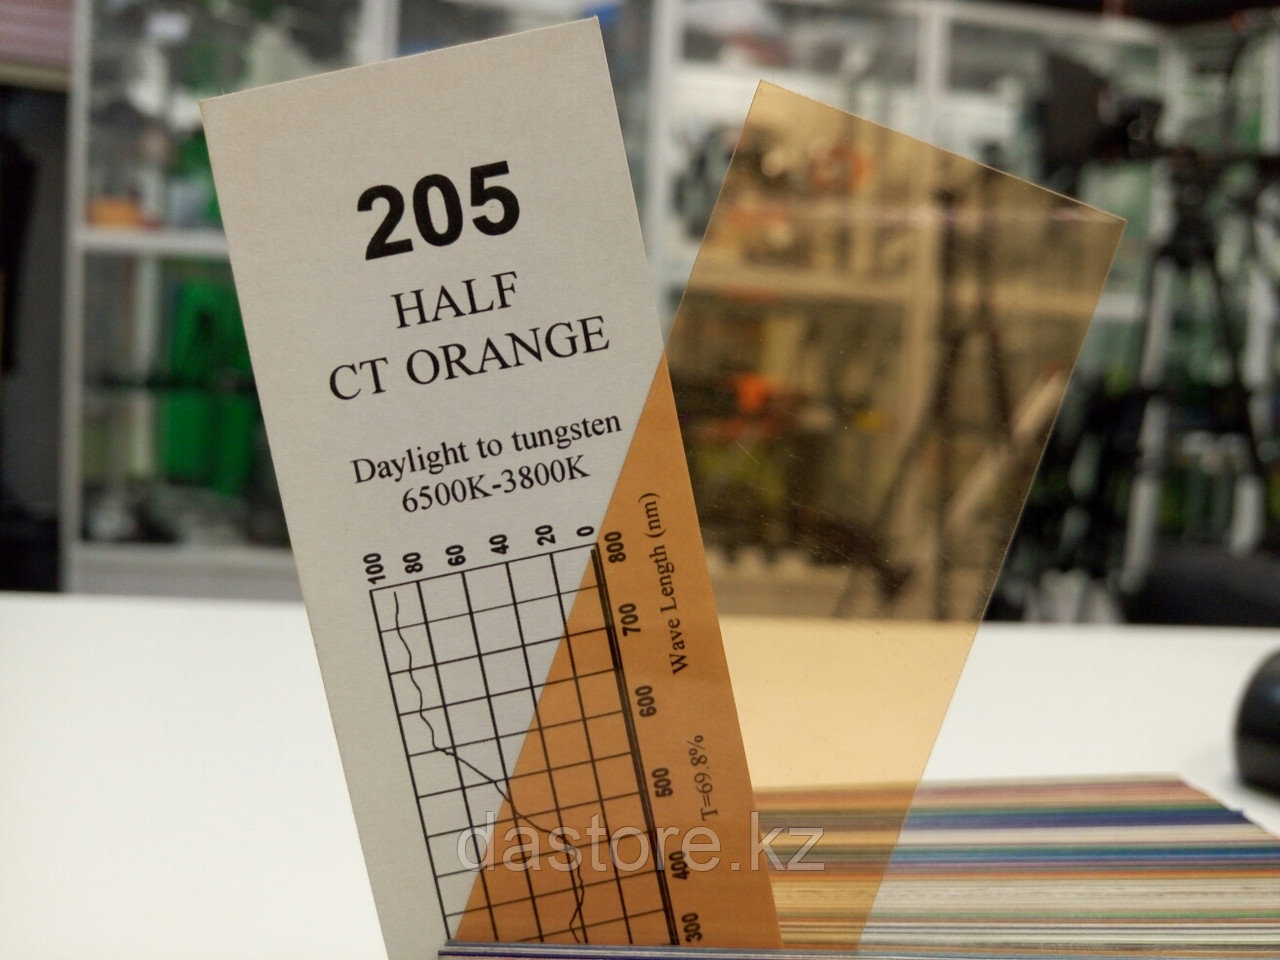 205
HALF
CT ORANGE
Daylight to tungsten
6500K-3800K
100 80 60 40 20 0
800 700 600 500 400 300
Wave Length (nm)
T=69.8%
dastore.kz